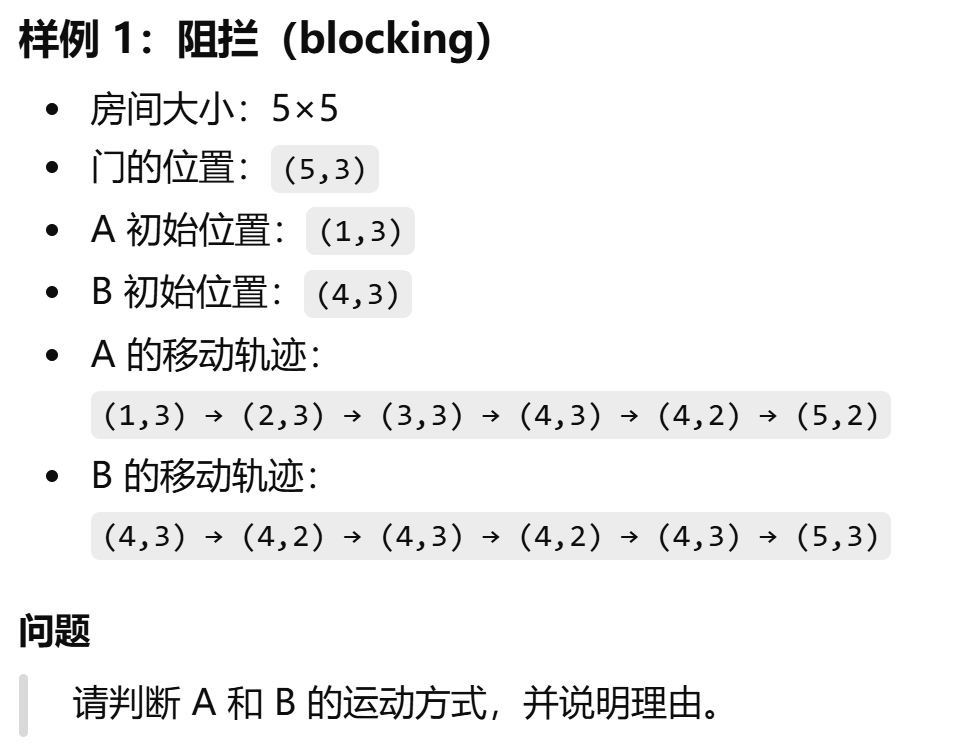 样例 1：阻拦（blocking）
房间大小：5×5
门的位置：(5,3)
A 初始位置：(1,3)
B 初始位置：(4,3)
A 的移动轨迹：
(1,3) → (2,3) → (3,3) → (4,3) → (4,2) → (5,2)
B 的移动轨迹：
(4,3) → (4,2) → (4,3) → (4,2) → (4,3) → (5,3)
问题
请判断 A 和 B 的运动方式，并说明理由。